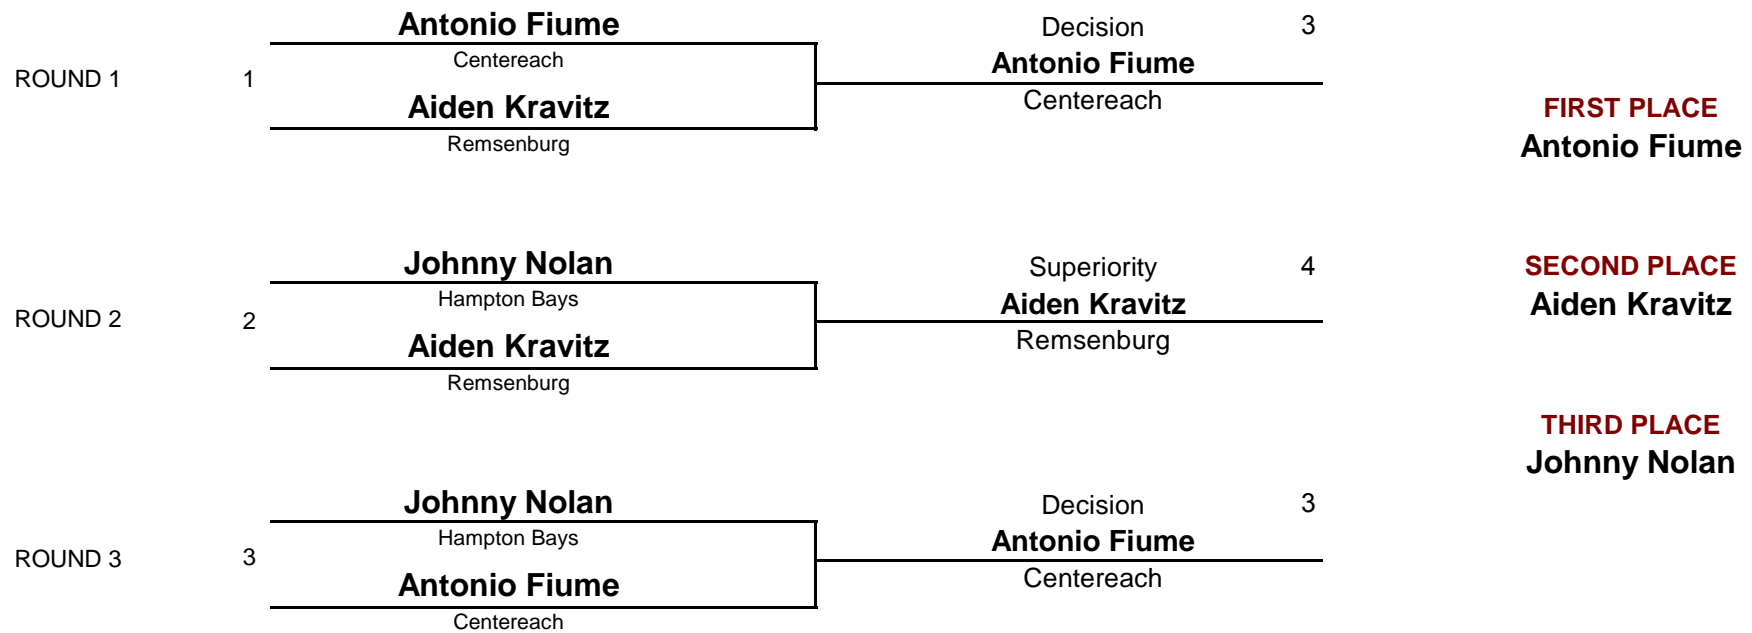 Antonio Fiume
Decision 3
Centereach
Antonio Fiume
ROUND 1 1
Centereach
Aiden Kravitz
Remsenburg
FIRST PLACE
Antonio Fiume
Johnny Nolan
Superiority 4
Hampton Bays
Aiden Kravitz
ROUND 2 2
Remsenburg
Aiden Kravitz
Remsenburg
SECOND PLACE
Aiden Kravitz
THIRD PLACE
Johnny Nolan
Johnny Nolan
Decision 3
Hampton Bays
Antonio Fiume
ROUND 3 3
Centereach
Antonio Fiume
Centereach